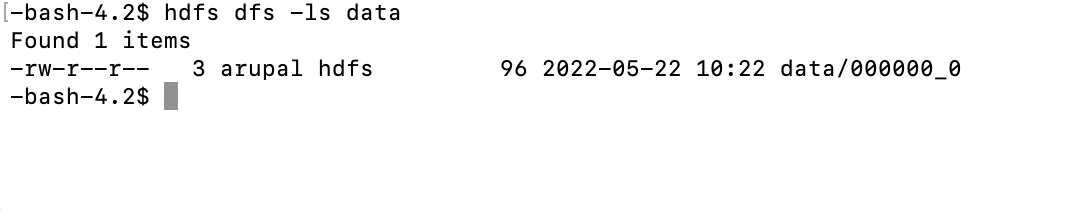 [-bash-4.2$ hdfs dfs -ls data
Found 1 items
-rw-r--r--   3 arupal hdfs         96 2022-05-22 10:22 data/000000_0
-bash-4.2$